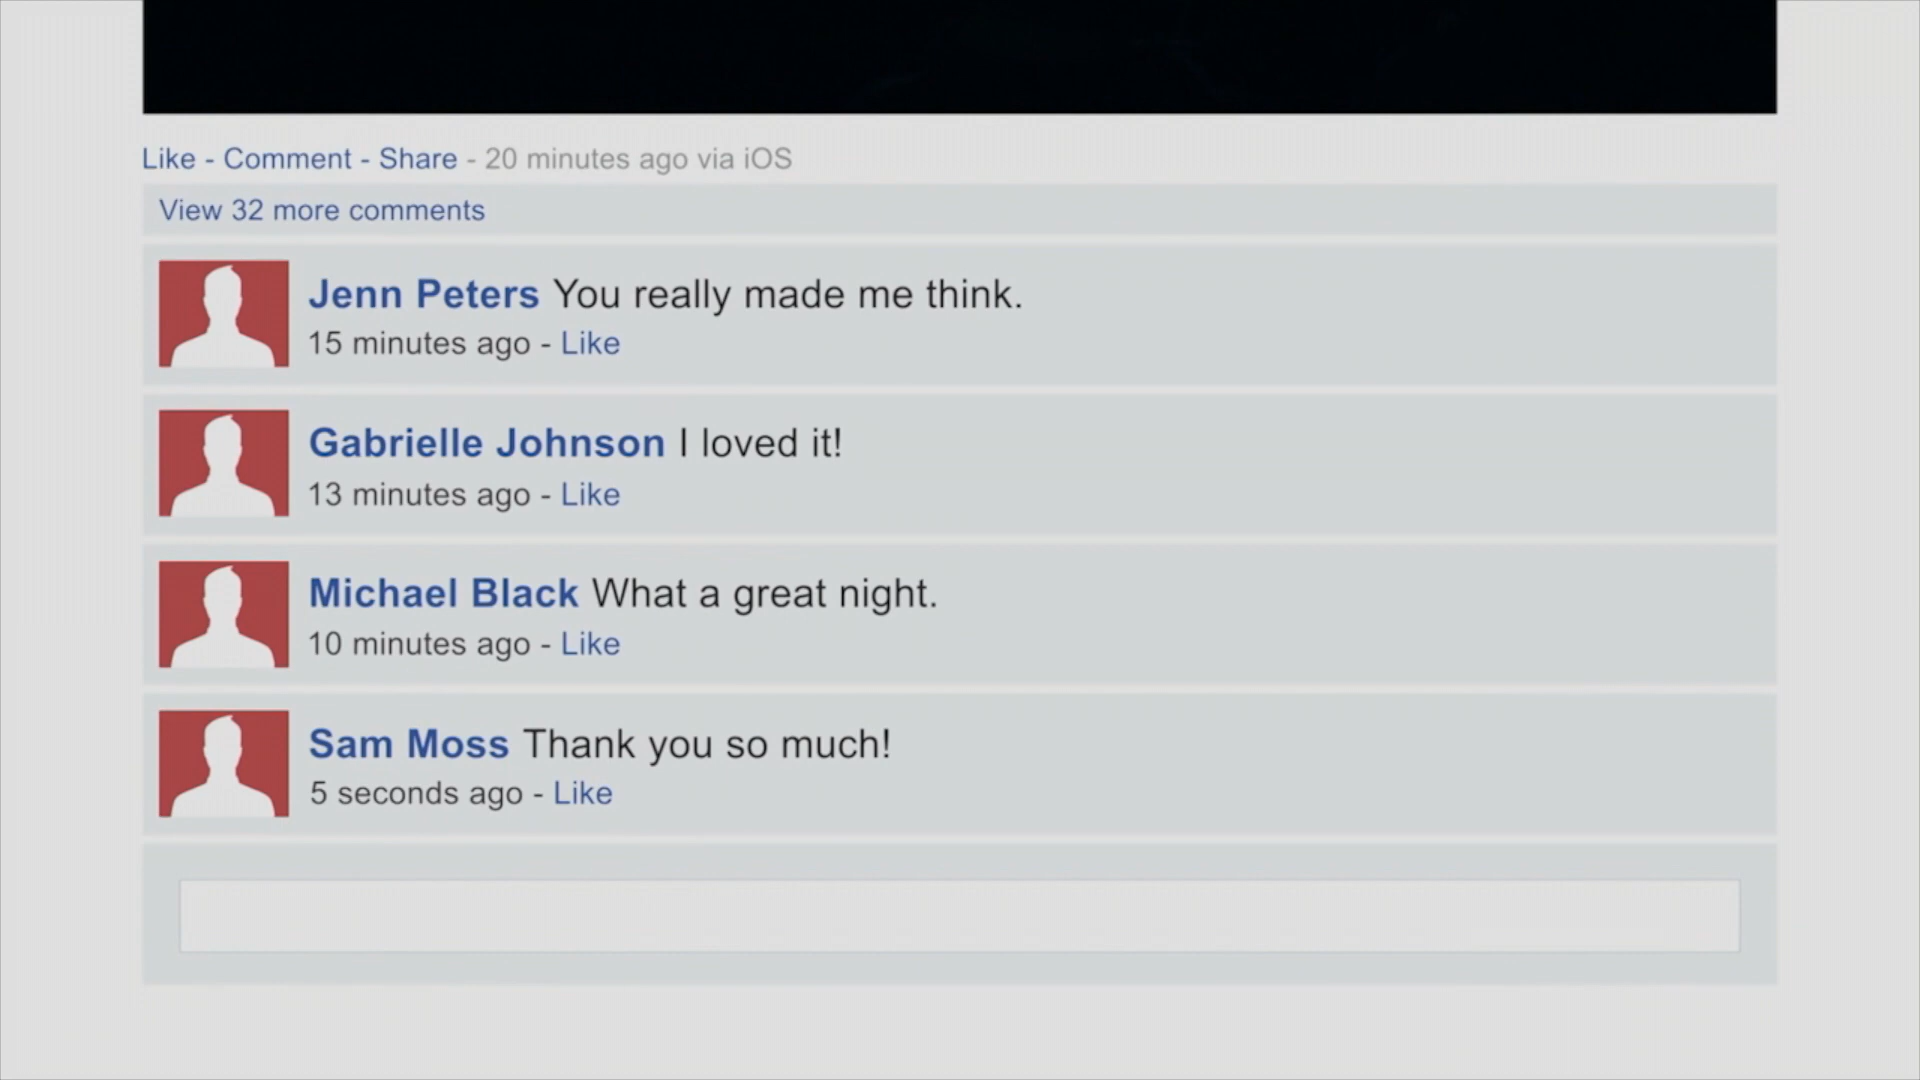 Like - Comment - Share - 20 minutes ago via iOS
View 32 more comments
Jenn Peters You really made me think.
15 minutes ago - Like
Gabrielle Johnson I loved it!
13 minutes ago - Like
Michael Black What a great night.
10 minutes ago - Like
Sam Moss Thank you so much!
5 seconds ago - Like